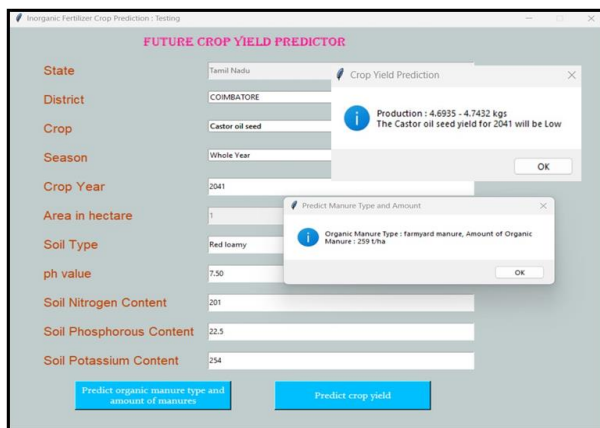 Inorganic Fertilizer Crop Prediction : Testing
FUTURE CROP YIELD PREDICTOR
State
Tamil Nadu
District
COIMBATORE
Crop
Castor oil seed
Season
Whole Year
Crop Year
2041
Area in hectare
1
Soil Type
Red loamy
ph value
7.50
Soil Nitrogen Content
201
Soil Phosphorous Content
22.5
Soil Potassium Content
254
Predict organic manure type and
amount of manures
Predict crop yield
Crop Yield Prediction
Production : 4.6935 - 4.7432 kgs
The Castor oil seed yield for 2041 will be Low
OK
Predict Manure Type and Amount
Organic Manure Type : farmyard manure, Amount of Organic
Manure : 259 t/ha
OK